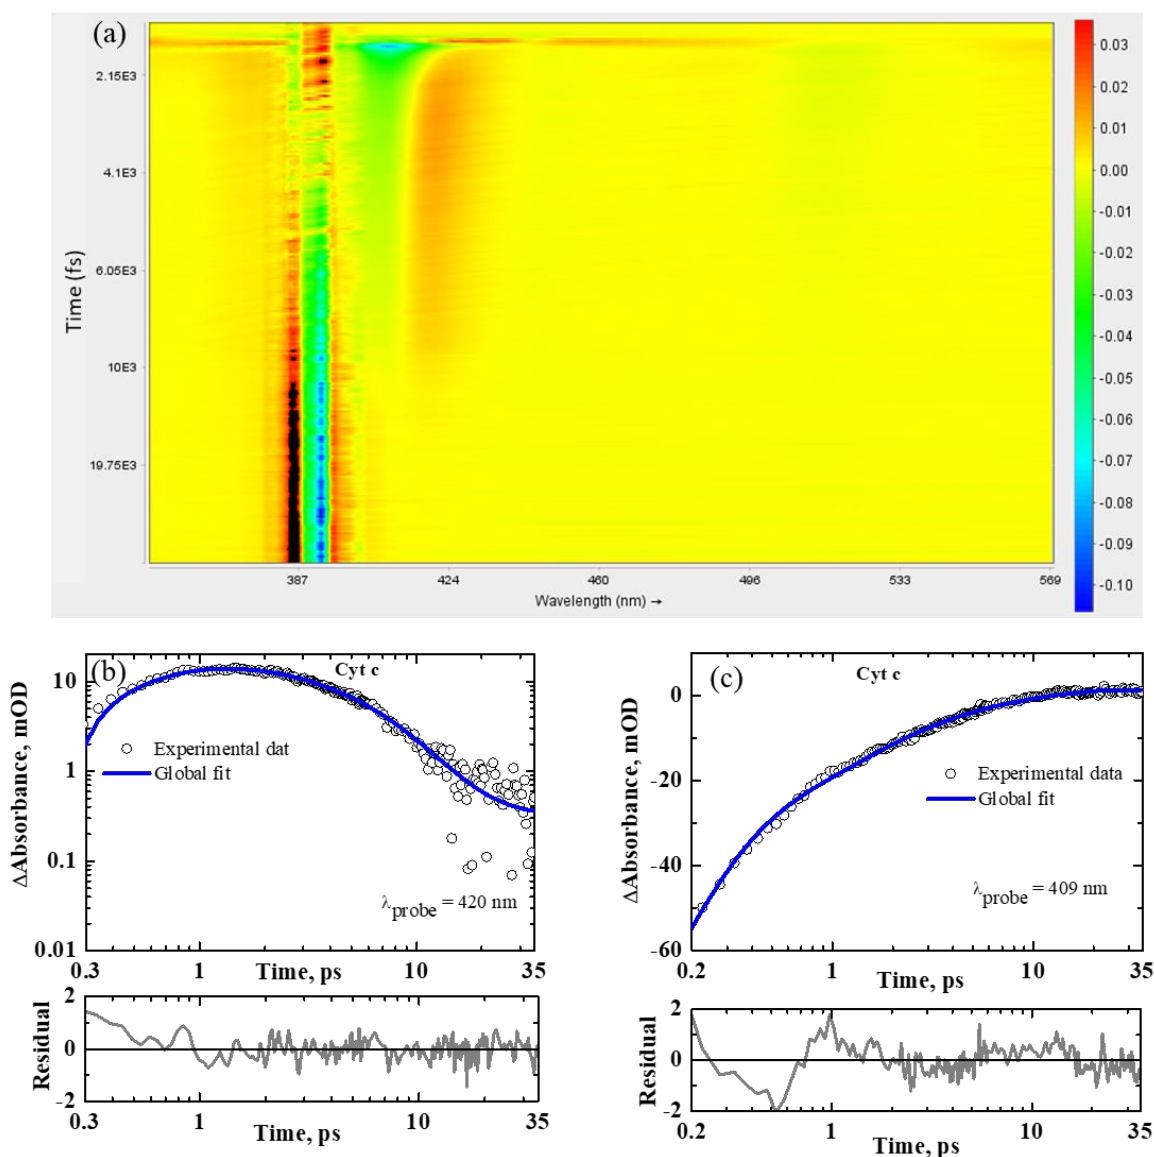 (a)
0.03
0.02
0.01
0.00
-0.01
-0.02
-0.03
-0.04
-0.05
-0.06
-0.07
-0.08
-0.09
-0.10
Time (fs)
2.15E3
4.1E3
6.05E3
10E3
19.75E3
387 424 460 496 533 569
Wavelength (nm) →
(b)
Cyt c
ΔAbsorbance, mOD
10
1
0.1
0.01
Experimental dat
Global fit
λprobe = 420 nm
0.3 1 10 35
Time, ps
Residual
2
0
-2
0.3 1 10 35
Time, ps
(c)
Cyt c
ΔAbsorbance, mOD
0
-20
-40
-60
Experimental data
Global fit
λprobe = 409 nm
0.2 1 10 35
Time, ps
Residual
2
0
-2
0.2 1 10 35
Time, ps